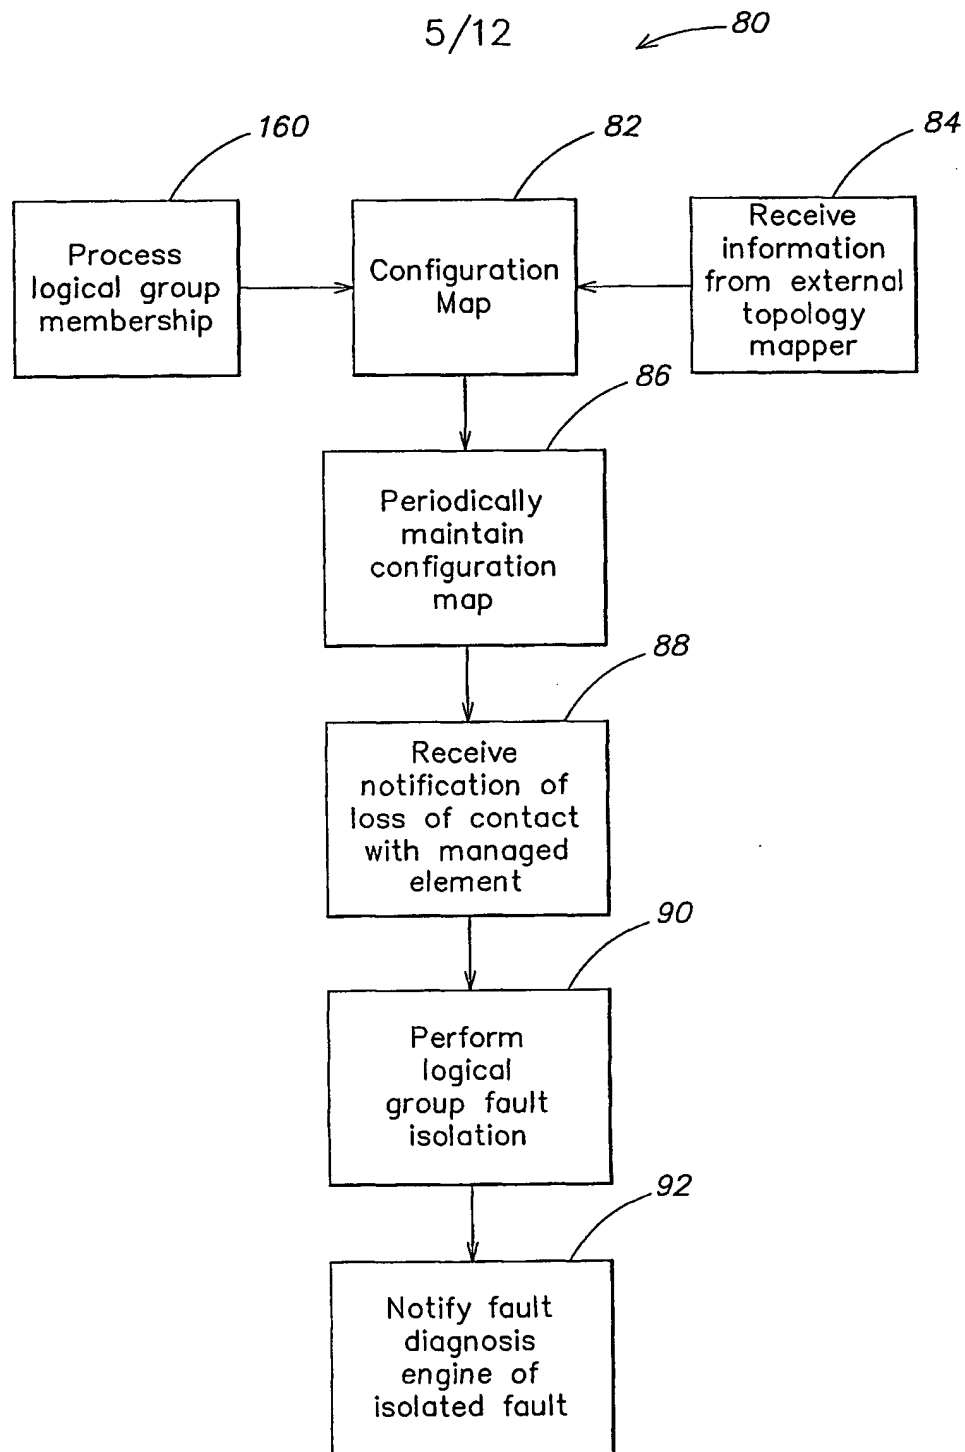 5/12
80
160
82
84
Process
logical group
membership
Configuration
Map
Receive
information
from external
topology
mapper
86
Periodically
maintain
configuration
map
88
Receive
notification of
loss of contact
with managed
element
90
Perform
logical
group fault
isolation
92
Notify fault
diagnosis
engine of
isolated fault